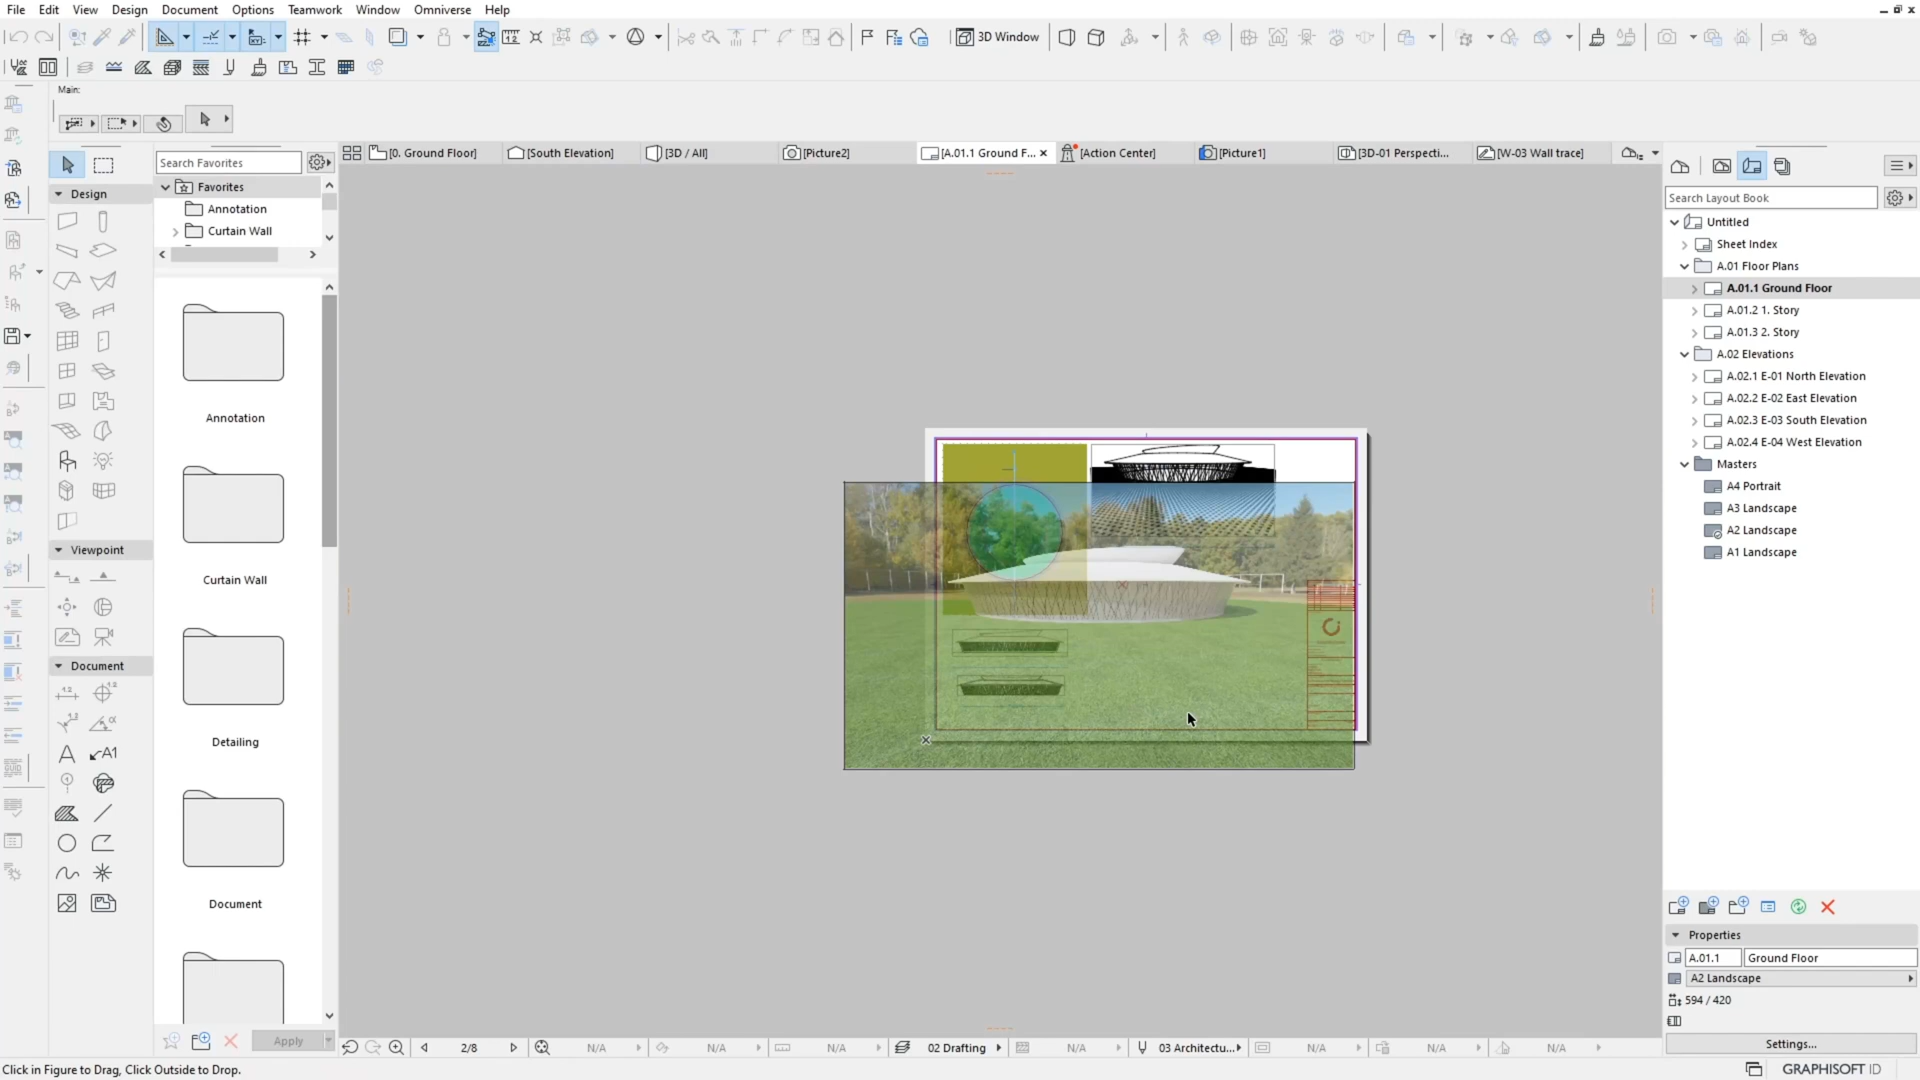 File Edit View Design Document Options Teamwork Window Omniverse Help
3D Window
Main:
Search Favorites
[0. Ground Floor]
[South Elevation]
[3D / All]
[Picture2]
[A.01.1 Ground F...
[Action Center]
[Picture1]
[3D-01 Perspecti...
[W-03 Wall trace]
Design
Viewpoint
Document
A1
Favorites
Annotation
Curtain Wall
Annotation
Curtain Wall
Detailing
Document
Apply
Search Layout Book
Untitled
Sheet Index
A.01 Floor Plans
A.01.1 Ground Floor
A.01.2 1. Story
A.01.3 2. Story
A.02 Elevations
A.02.1 E-01 North Elevation
A.02.2 E-02 East Elevation
A.02.3 E-03 South Elevation
A.02.4 E-04 West Elevation
Masters
A4 Portrait
A3 Landscape
A2 Landscape
A1 Landscape
Properties
A.01.1 Ground Floor
A2 Landscape
594 / 420
Settings...
2/8 N/A N/A N/A 02 Drafting N/A 03 Architectu... N/A N/A N/A
Click in Figure to Drag, Click Outside to Drop.
GRAPHISOFT ID